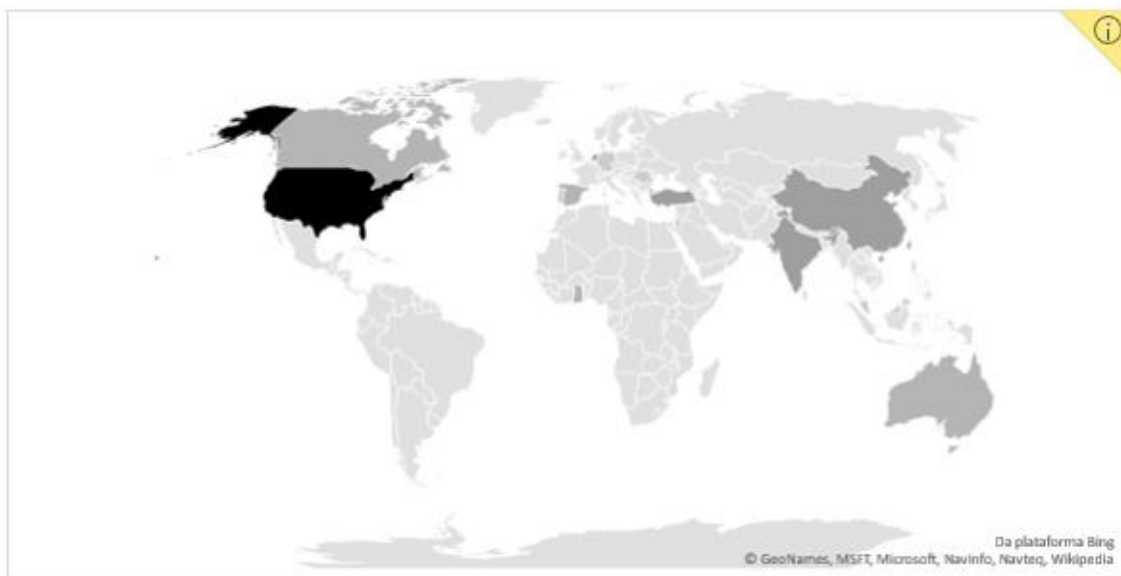 Da plataforma Bing
© GeoNames, MSFT, Microsoft, NavInfo, Navteq, Wikipedia